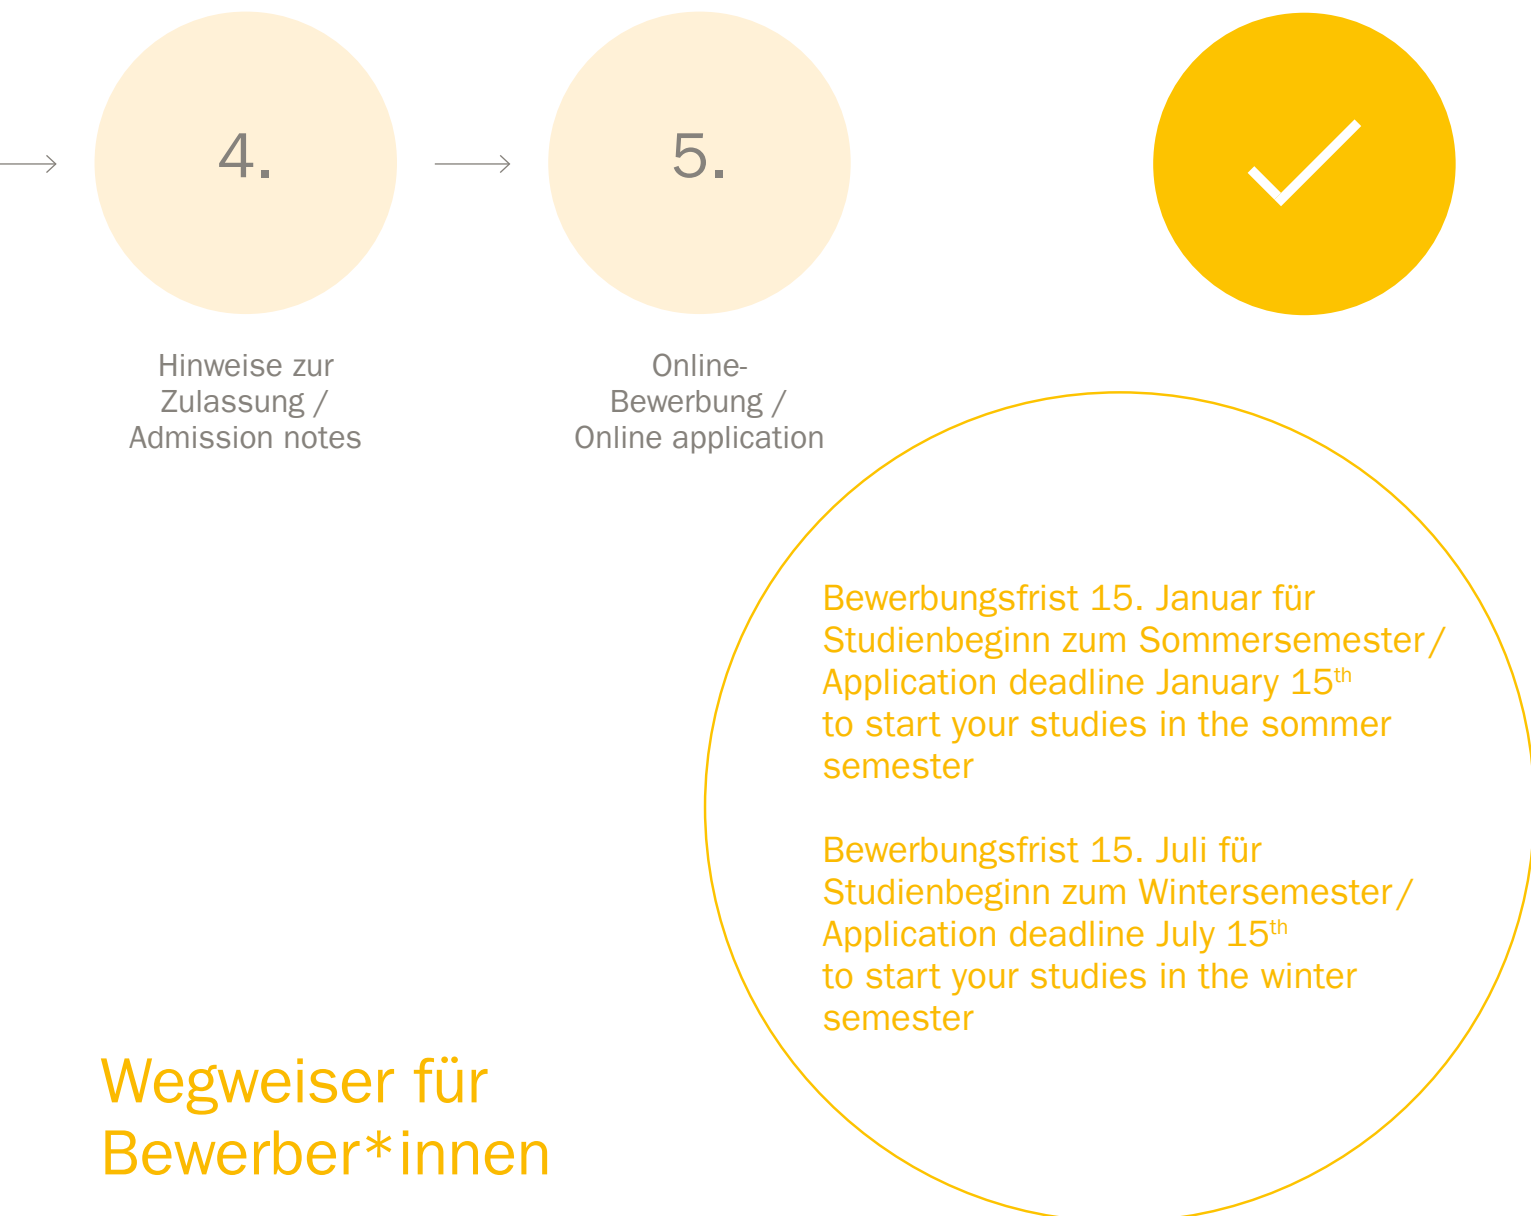 4.
Hinweise zur
Zulassung /
Admission notes
5.
Online-
Bewerbung /
Online application
Bewerbungsfrist 15. Januar für
Studienbeginn zum Sommersemester/
Application deadline January 15th
to start your studies in the sommer
semester
Bewerbungsfrist 15. Juli für
Studienbeginn zum Wintersemester/
Application deadline July 15th
to start your studies in the winter
semester
Wegweiser für
Bewerber*innen